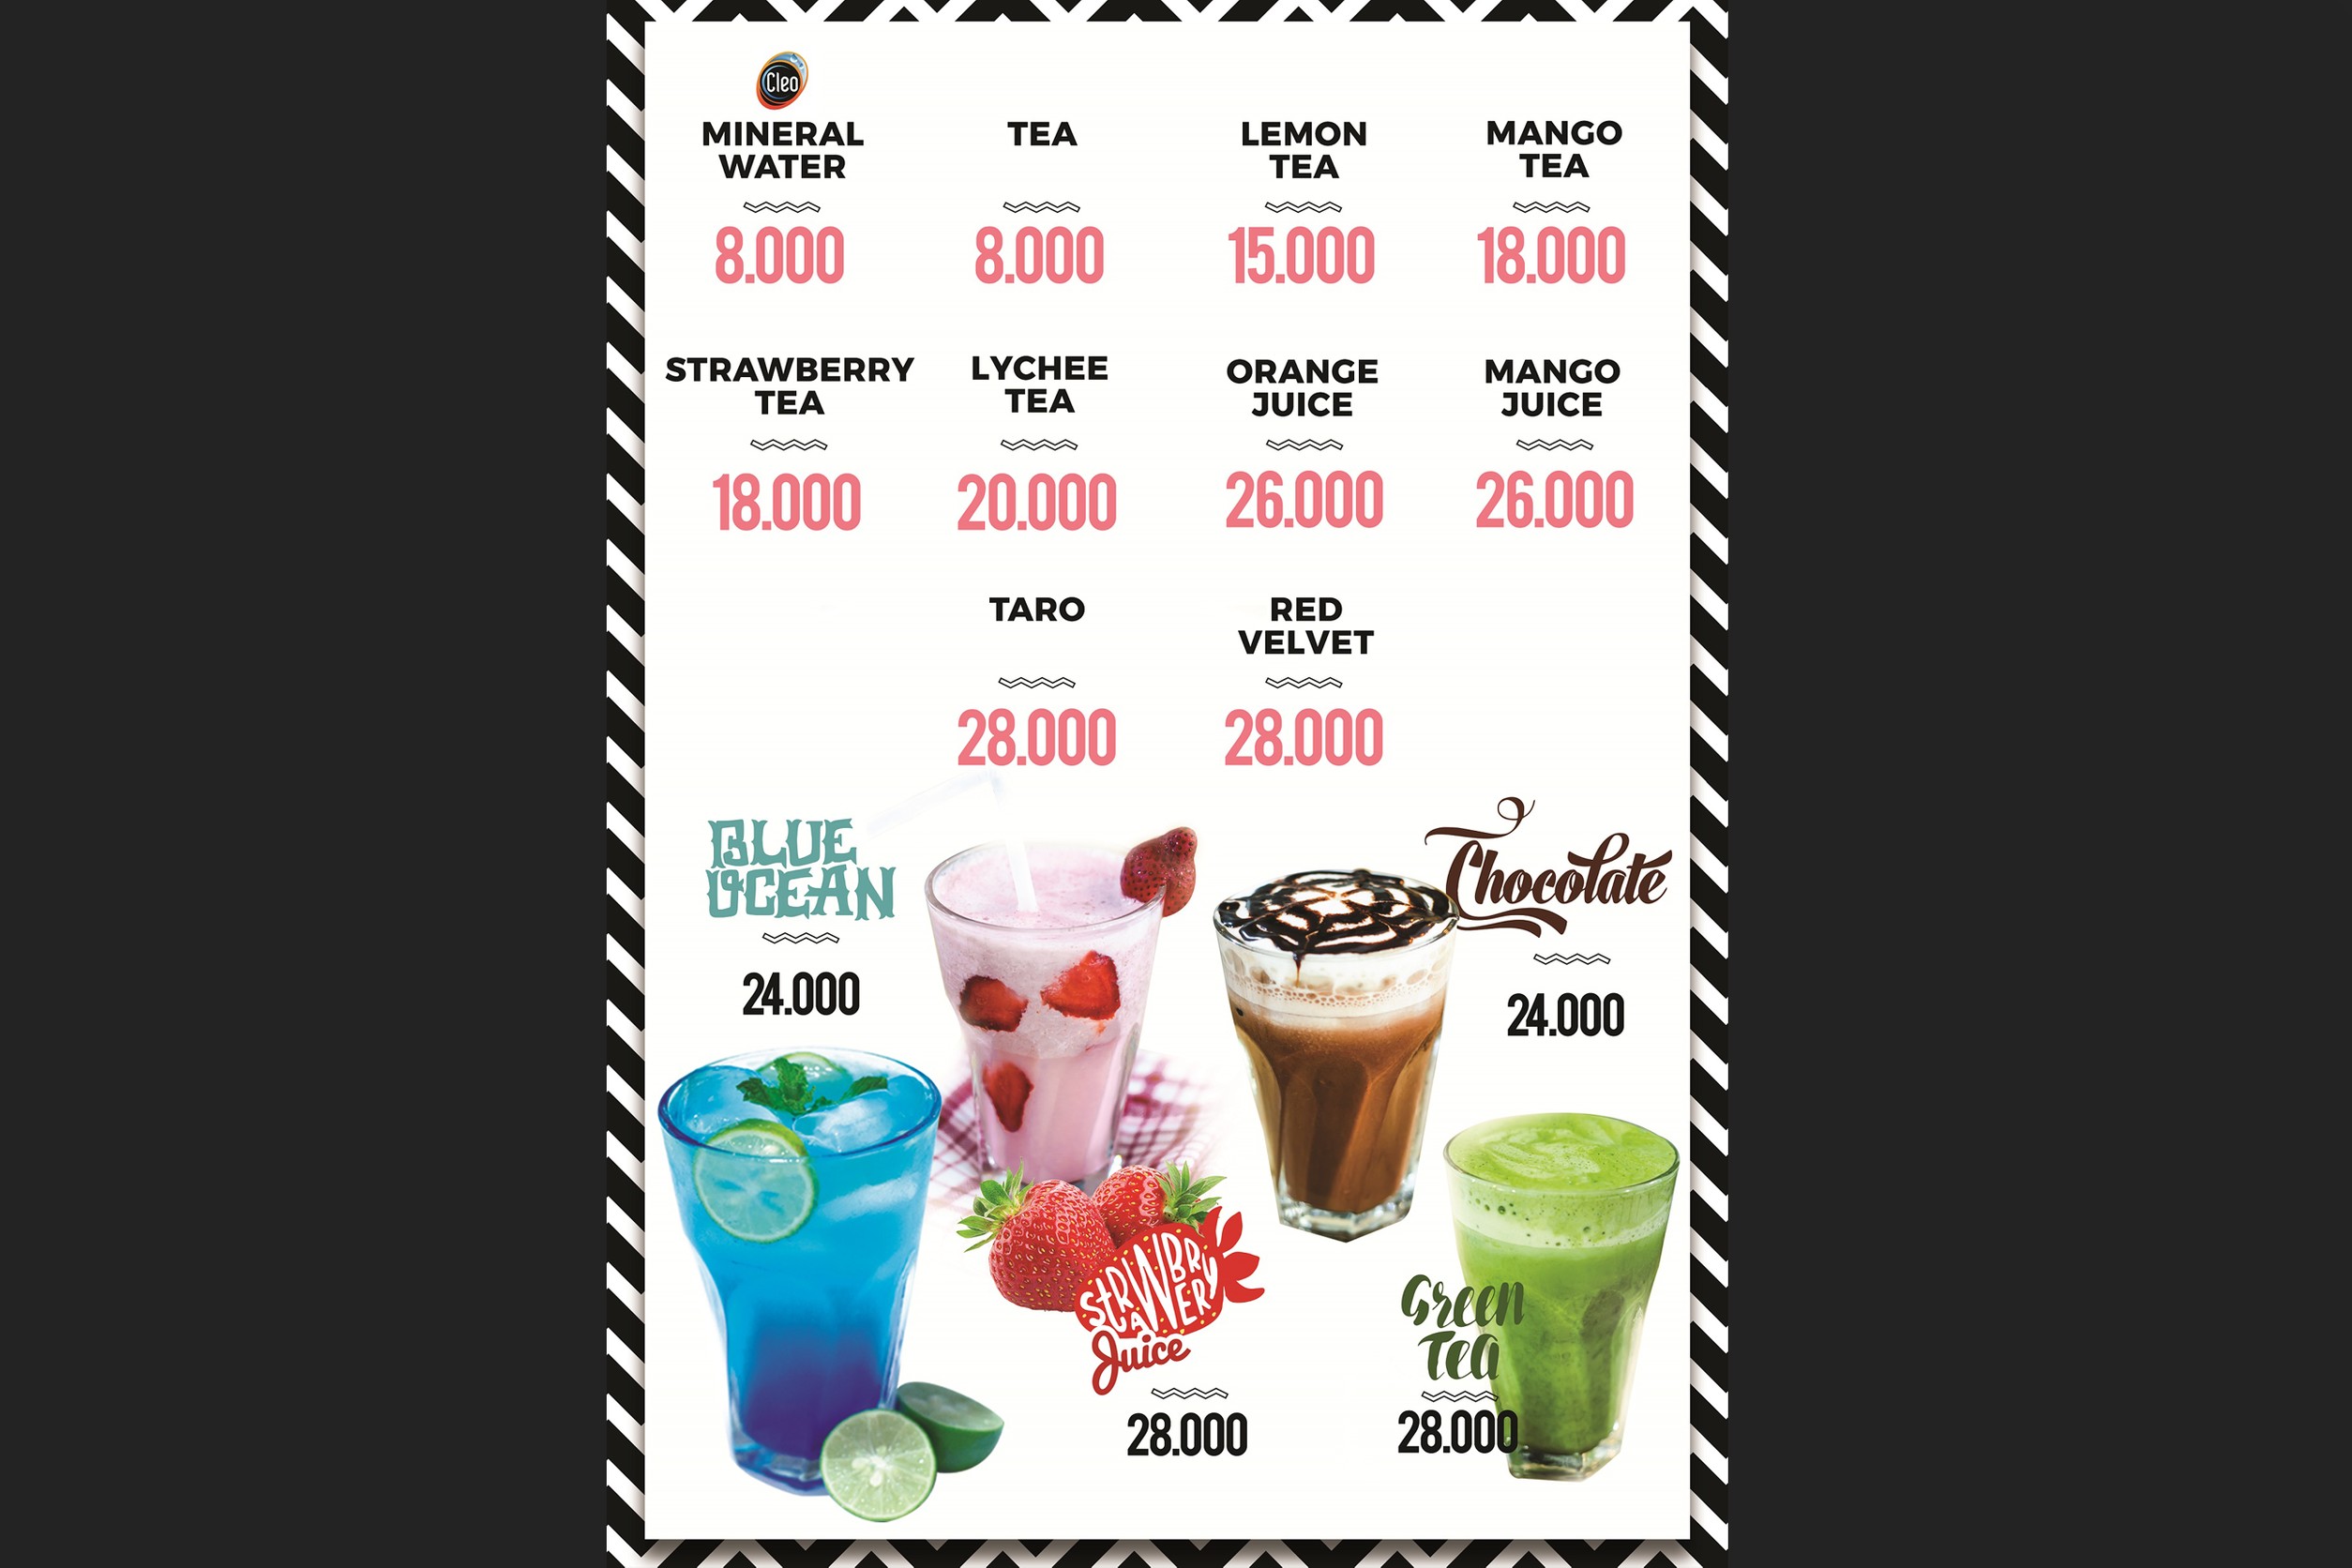 Cleo
MINERAL
WATER
8.000
TEA
8.000
LEMON
TEA
15.000
MANGO
TEA
18.000
STRAWBERRY
TEA
18.000
LYCHEE
TEA
20.000
ORANGE
JUICE
26.000
MANGO
JUICE
26.000
TARO
28.000
RED
VELVET
28.000
BLUE
OCEAN
24.000
Chocolate
24.000
STRAWBERRY
Juice
28.000
Green
Tea
28.000